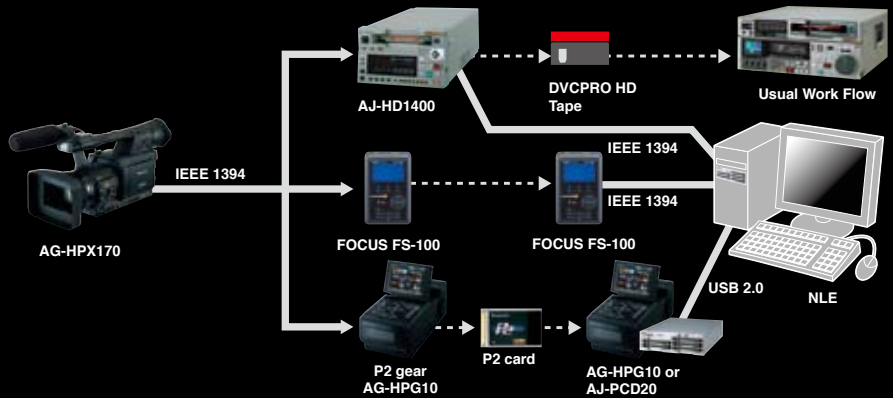 AJ-HD1400
DVCPRO HD
Tape
Usual Work Flow
IEEE 1394
IEEE 1394
IEEE 1394
AG-HPX170
FOCUS FS-100
FOCUS FS-100
USB 2.0
NLE
P2 card
P2 gear
AG-HPG10
AG-HPG10 or
AJ-PCD20